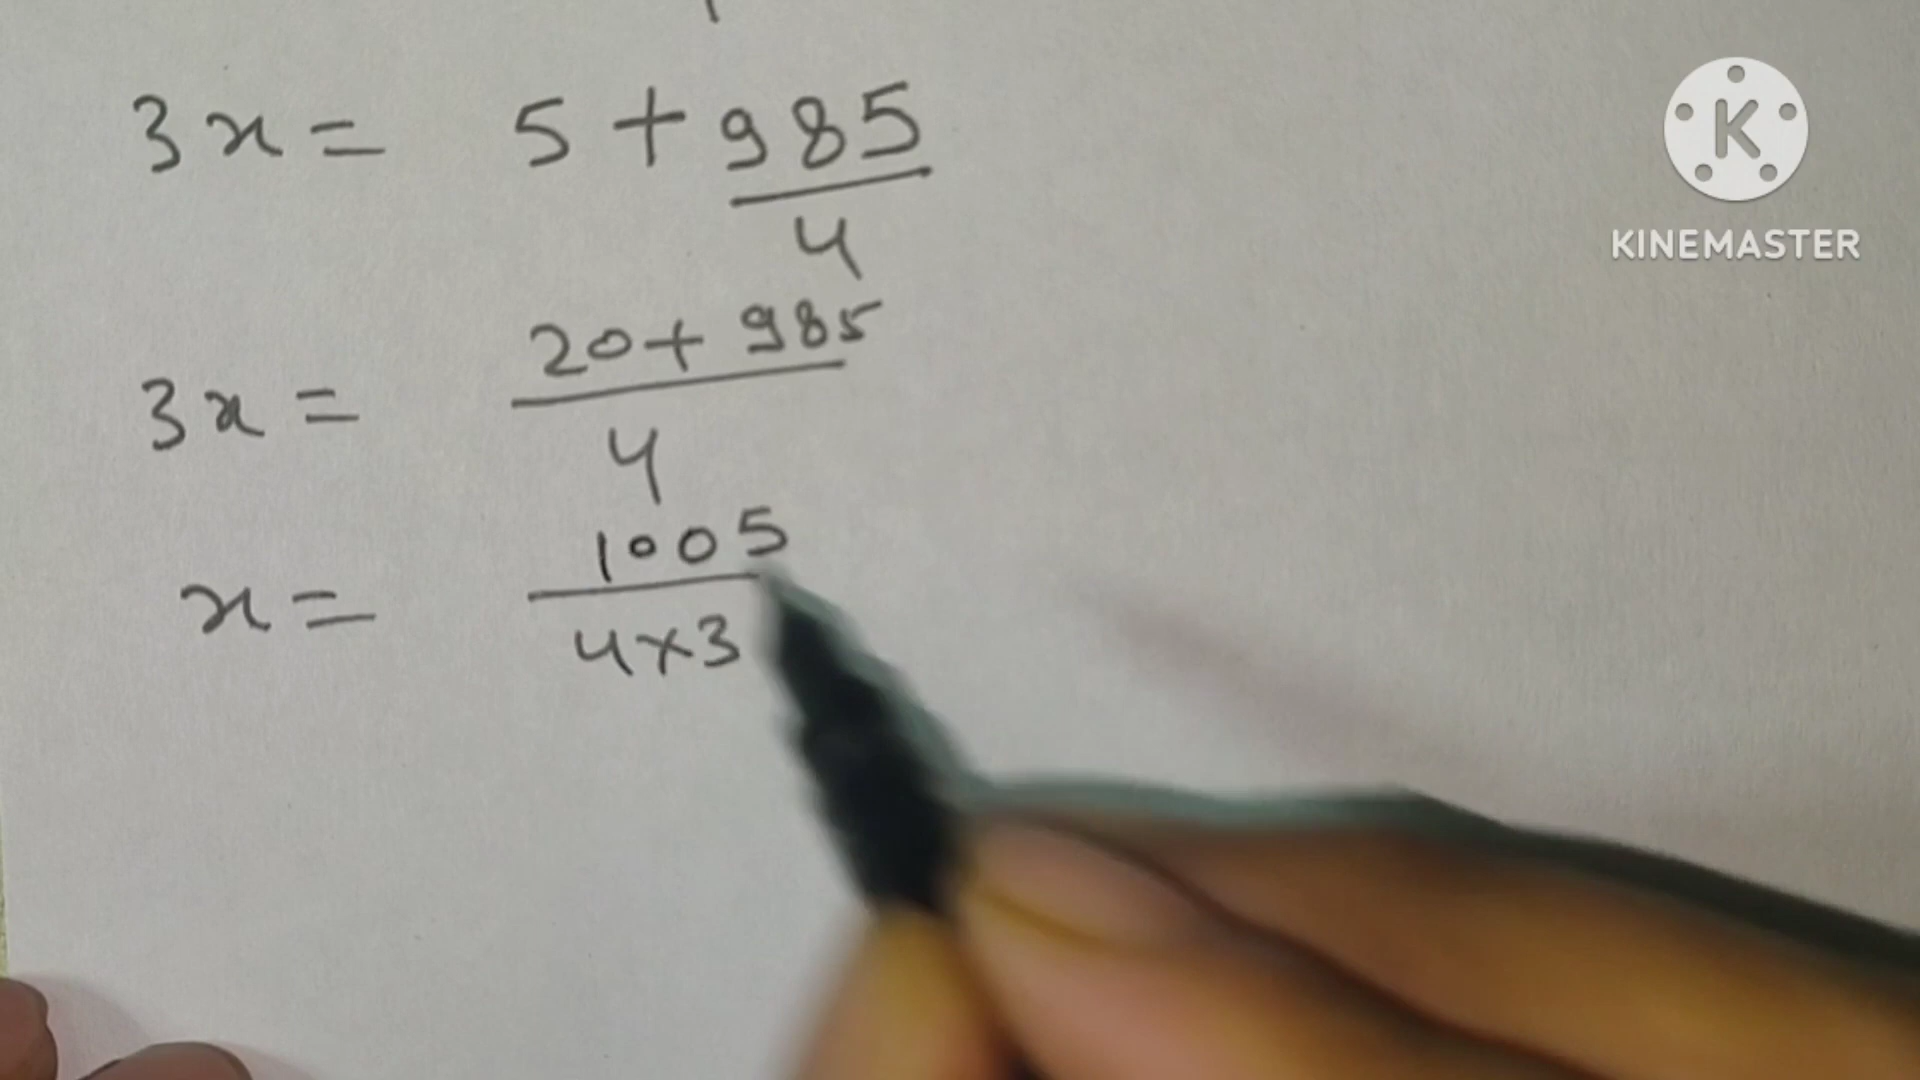 3x = 5 + 985/4
K
KINEMASTER
3x = 20 + 985/4
x = 1005/4×3